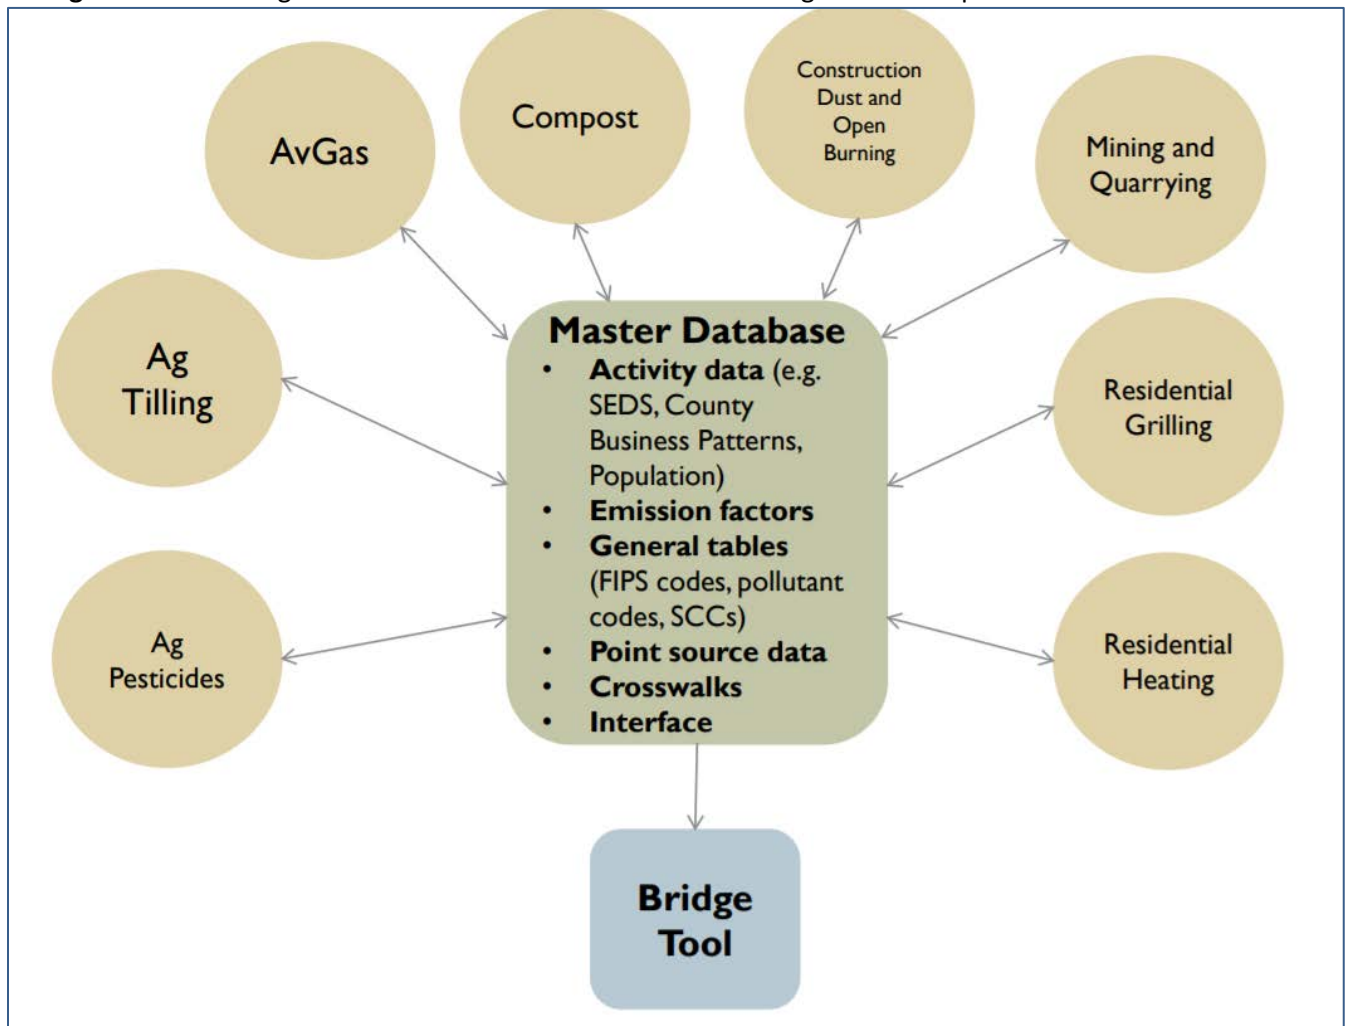 AvGas
Compost
Construction
Dust and
Open
Burning
Mining and
Quarrying
Ag
Tilling
Master Database
• Activity data (e.g.
SEDS, County
Business Patterns,
Population)
• Emission factors
• General tables
(FIPS codes, pollutant
codes, SCCs)
• Point source data
• Crosswalks
• Interface
Residential
Grilling
Ag
Pesticides
Residential
Heating
Bridge
Tool